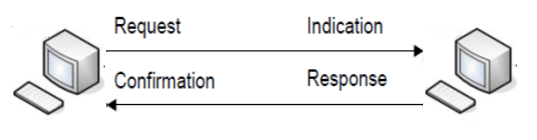 Request Indication
Confirmation Response